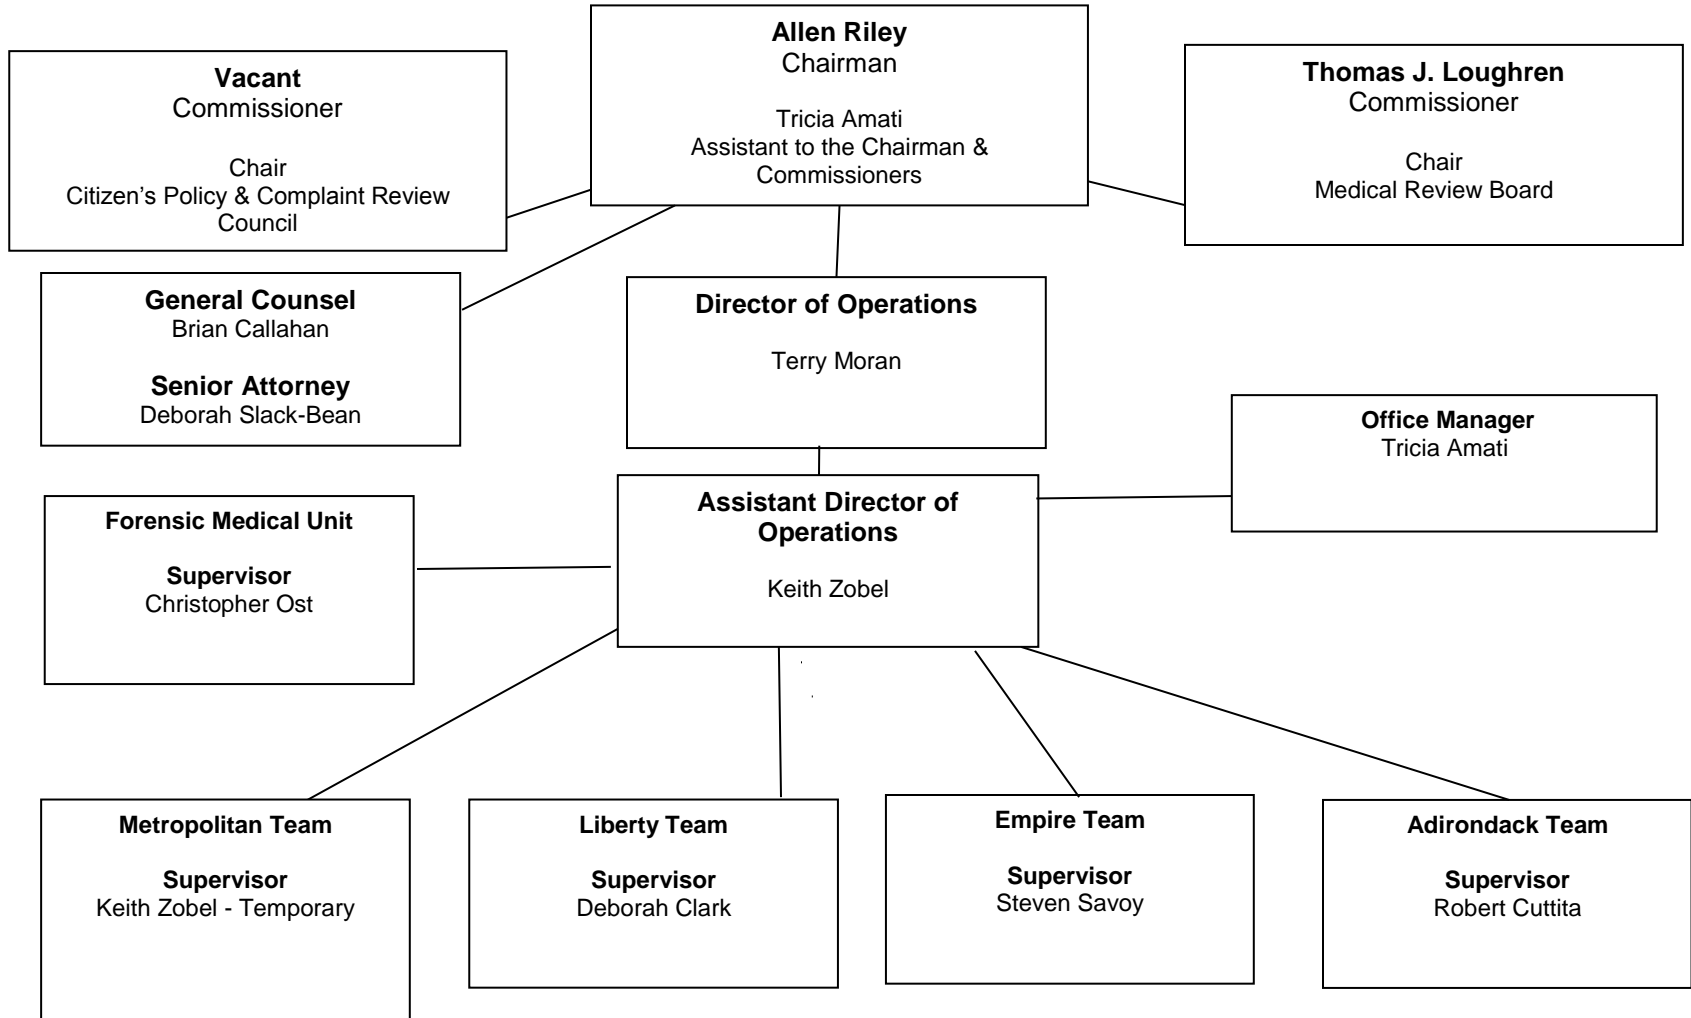 Allen Riley
Chairman
Tricia Amati
Assistant to the Chairman &
Commissioners
Vacant
Commissioner
Chair
Citizen’s Policy & Complaint Review
Council
Thomas J. Loughren
Commissioner
Chair
Medical Review Board
General Counsel
Brian Callahan
Senior Attorney
Deborah Slack-Bean
Director of Operations
Terry Moran
Office Manager
Tricia Amati
Assistant Director of
Operations
Keith Zobel
Forensic Medical Unit
Supervisor
Christopher Ost
Metropolitan Team
Supervisor
Keith Zobel - Temporary
Liberty Team
Supervisor
Deborah Clark
Empire Team
Supervisor
Steven Savoy
Adirondack Team
Supervisor
Robert Cuttita